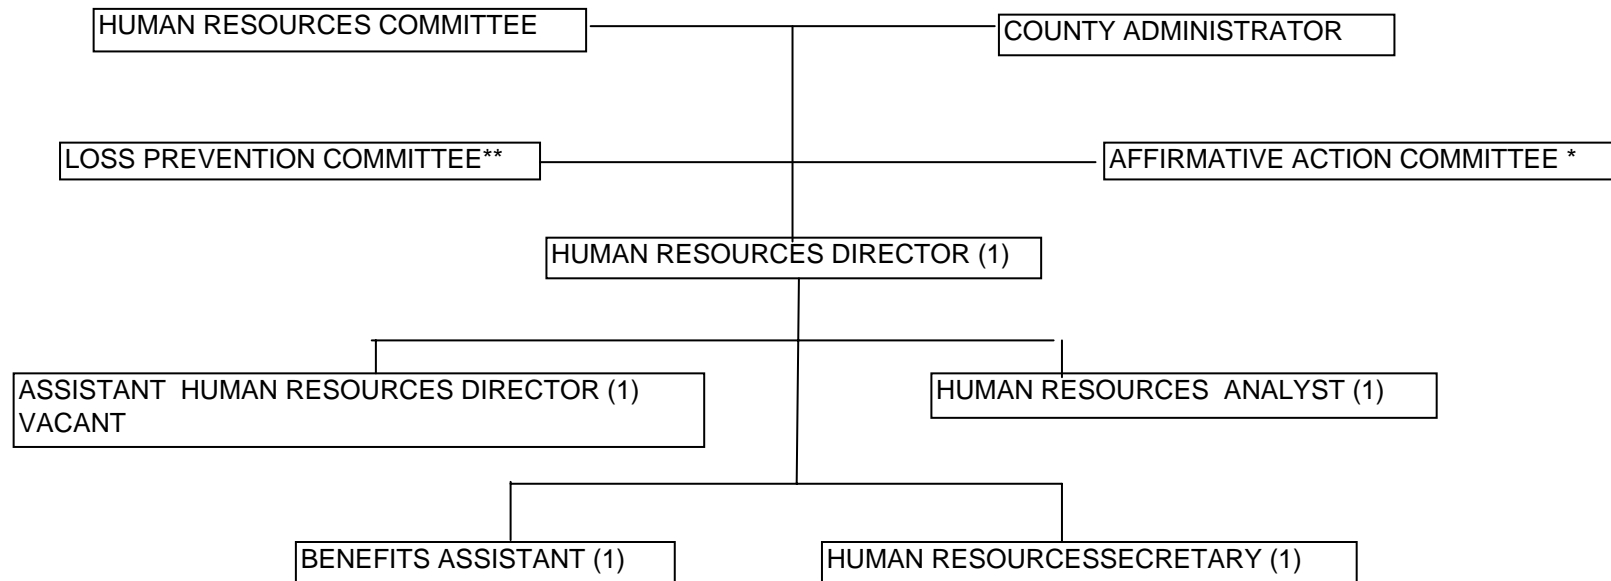 HUMAN RESOURCES COMMITTEE
COUNTY ADMINISTRATOR
LOSS PREVENTION COMMITTEE**
AFFIRMATIVE ACTION COMMITTEE *
HUMAN RESOURCES DIRECTOR (1)
ASSISTANT  HUMAN RESOURCES DIRECTOR (1)
VACANT
HUMAN RESOURCES  ANALYST (1)
BENEFITS ASSISTANT (1)
HUMAN RESOURCESSECRETARY (1)